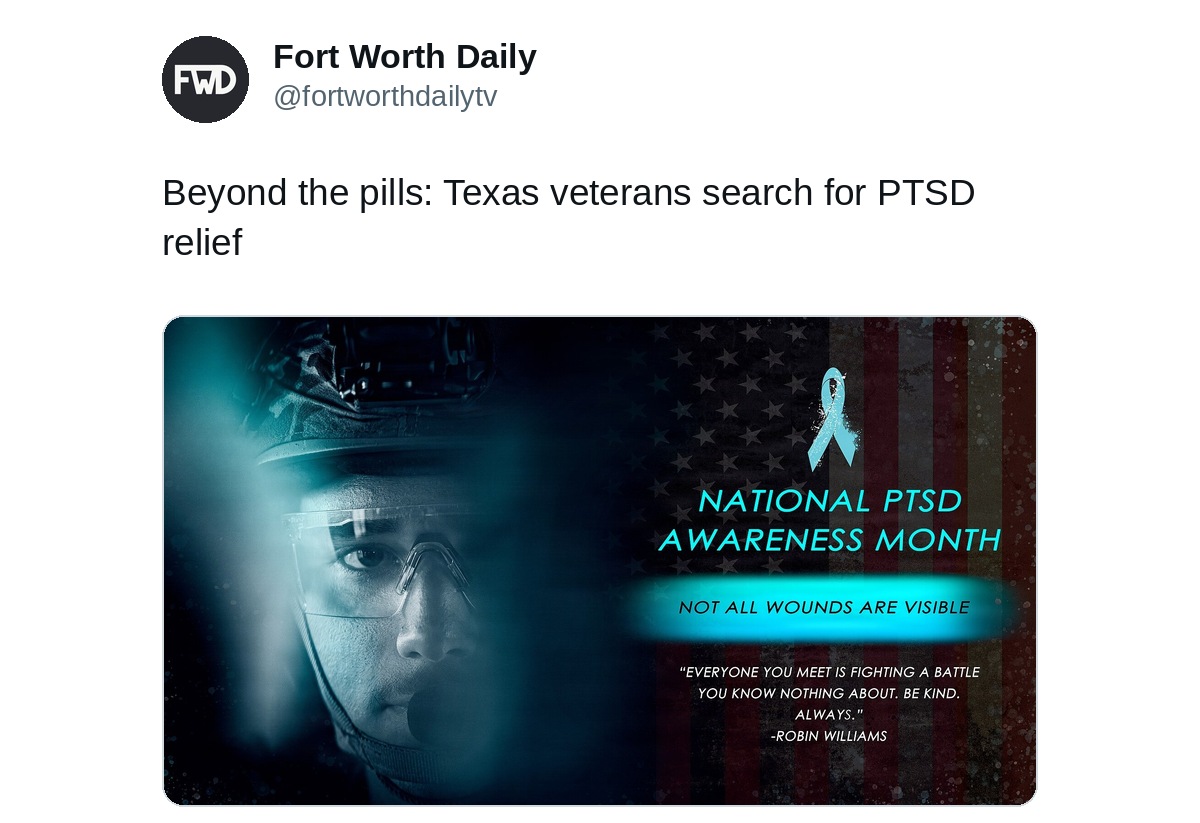 FWD
Fort Worth Daily
@fortworthdailytv
Beyond the pills: Texas veterans search for PTSD
relief
NATIONAL PTSD
AWARENESS MONTH
NOT ALL WOUNDS ARE VISIBLE
“EVERYONE YOU MEET IS FIGHTING A BATTLE
YOU KNOW NOTHING ABOUT. BE KIND.
ALWAYS.”
-ROBIN WILLIAMS